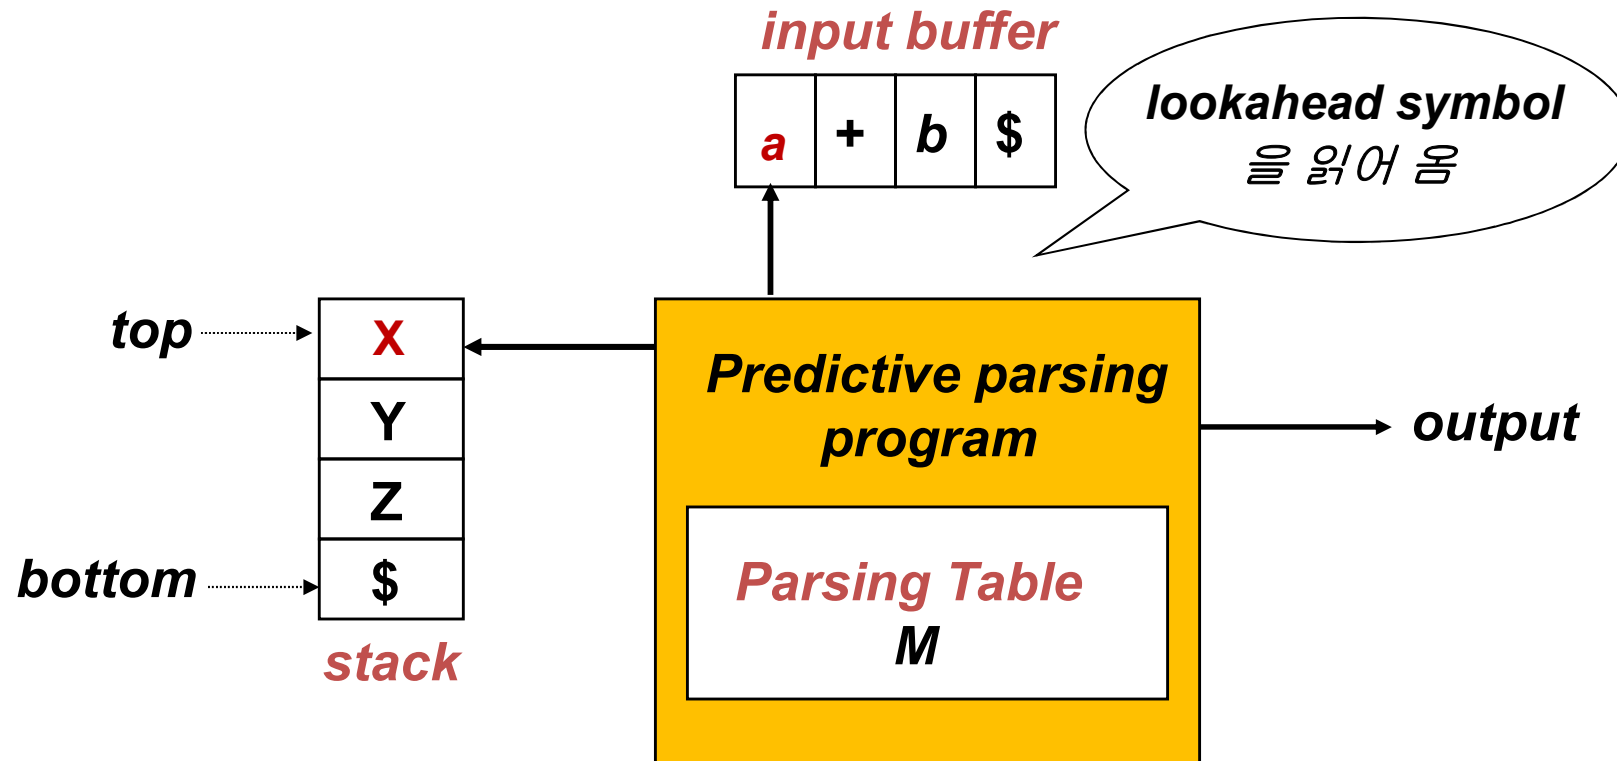 input buffer
a + b $
lookahead symbol
을 읽어 옴
top
X
Y
Z
bottom
$
stack
Predictive parsing
program
Parsing Table
M
output